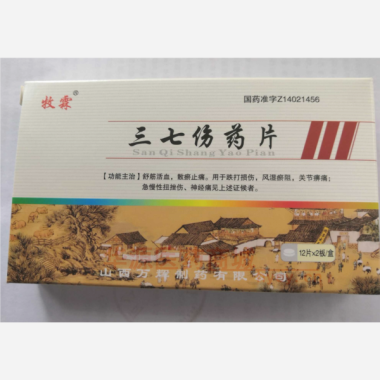 牧霖®
国药准字Z14021456
三七伤药片
San Qi Shang Yao Pian
【功能主治】舒筋活血，散瘀止痛。用于跌打损伤，风湿瘀阻，关节痹痛；
急慢性扭挫伤、神经痛见上述证候者。
12片×2板/盒
山西万辉制药有限公司